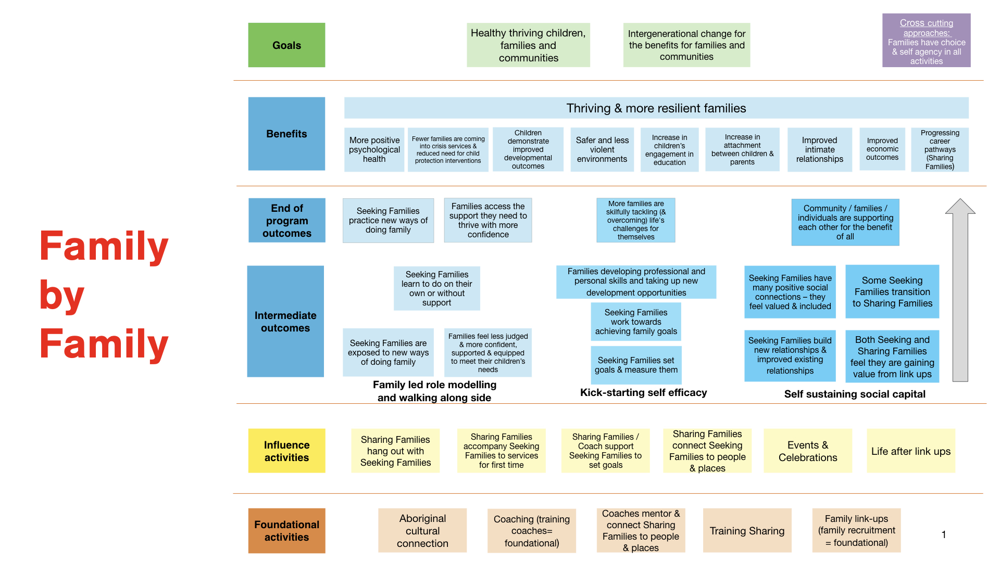 Family
by
Family
Goals
Healthy thriving children,
families and
communities
Intergenerational change for
the benefits for families and
communities
Cross cutting
approaches:
Families have choice
& self agency in all
activities
Benefits
Thriving & more resilient families
More positive
psychological
health
Fewer families are coming
into crisis services &
reduced need for child
protection interventions
Children
demonstrate
improved
developmental
outcomes
Safer and less
violent
environments
Increase in
children's
engagement in
education
Increase in
attachment
between children &
parents
Improved
intimate
relationships
Improved
economic
outcomes
Progressing
career
pathways
(Sharing
Families)
End of
program
outcomes
Seeking Families
practice new ways of
doing family
Families access the
support they need to
thrive with more
confidence
More families are
skilfully tackling (&
overcoming) life's
challenges for
themselves
Community / families /
individuals are supporting
each other for the benefit
of all
Intermediate
outcomes
Seeking Families
learn to do on their
own or without
support
Seeking Families are
exposed to new ways
of doing family
Families feel less judged
& more confident,
supported & equipped
to meet their children's
needs
Family led role modelling
and walking along side
Families developing professional and
personal skills and taking up new
development opportunities
Seeking Families
work towards
achieving family goals
Seeking Families set
goals & measure them
Kick-starting self efficacy
Seeking Families have
many positive social
connections – they
feel valued & included
Some Seeking
Families transition
to Sharing Families
Seeking Families build
new relationships &
improved existing
relationships
Both Seeking and
Sharing Families
feel they are gaining
value from link ups
Self sustaining social capital
Influence
activities
Sharing Families
hang out with
Seeking Families
Sharing Families
accompany Seeking
Families to services
for first time
Sharing Families /
Coach support
Seeking Families to
set goals
Sharing Families
connect Seeking
Families to people
& places
Events &
Celebrations
Life after link ups
Foundational
activities
Aboriginal
cultural
connection
Coaching (training
coaches=
foundational)
Coaches mentor &
connect Sharing
Families to people
& places
Training Sharing
Family link-ups
(family recruitment
= foundational)
1